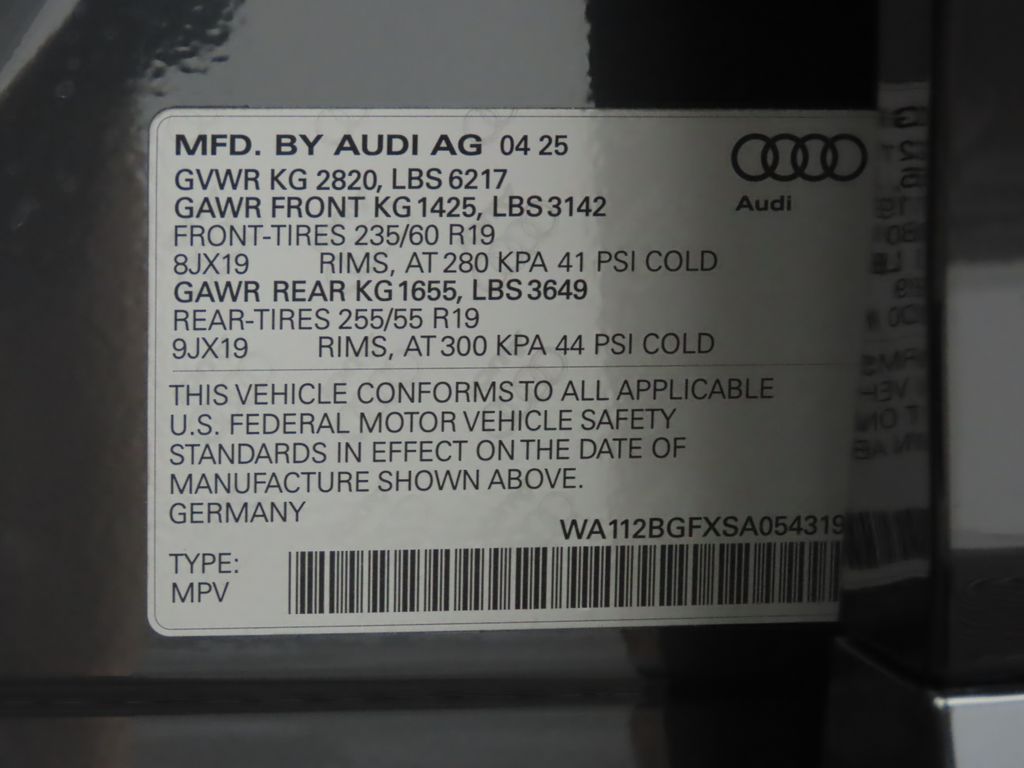 MFD. BY AUDI AG 04 25
GVWR KG 2820, LBS 6217
GAWR FRONT KG 1425, LBS 3142
FRONT-TIRES 235/60 R19
8JX19 RIMS, AT 280 KPA 41 PSI COLD
GAWR REAR KG 1655, LBS 3649
REAR-TIRES 255/55 R19
9JX19 RIMS, AT 300 KPA 44 PSI COLD
Audi
THIS VEHICLE CONFORMS TO ALL APPLICABLE
U.S. FEDERAL MOTOR VEHICLE SAFETY
STANDARDS IN EFFECT ON THE DATE OF
MANUFACTURE SHOWN ABOVE.
GERMANY
WA112BGFXSA054319
TYPE:
MPV